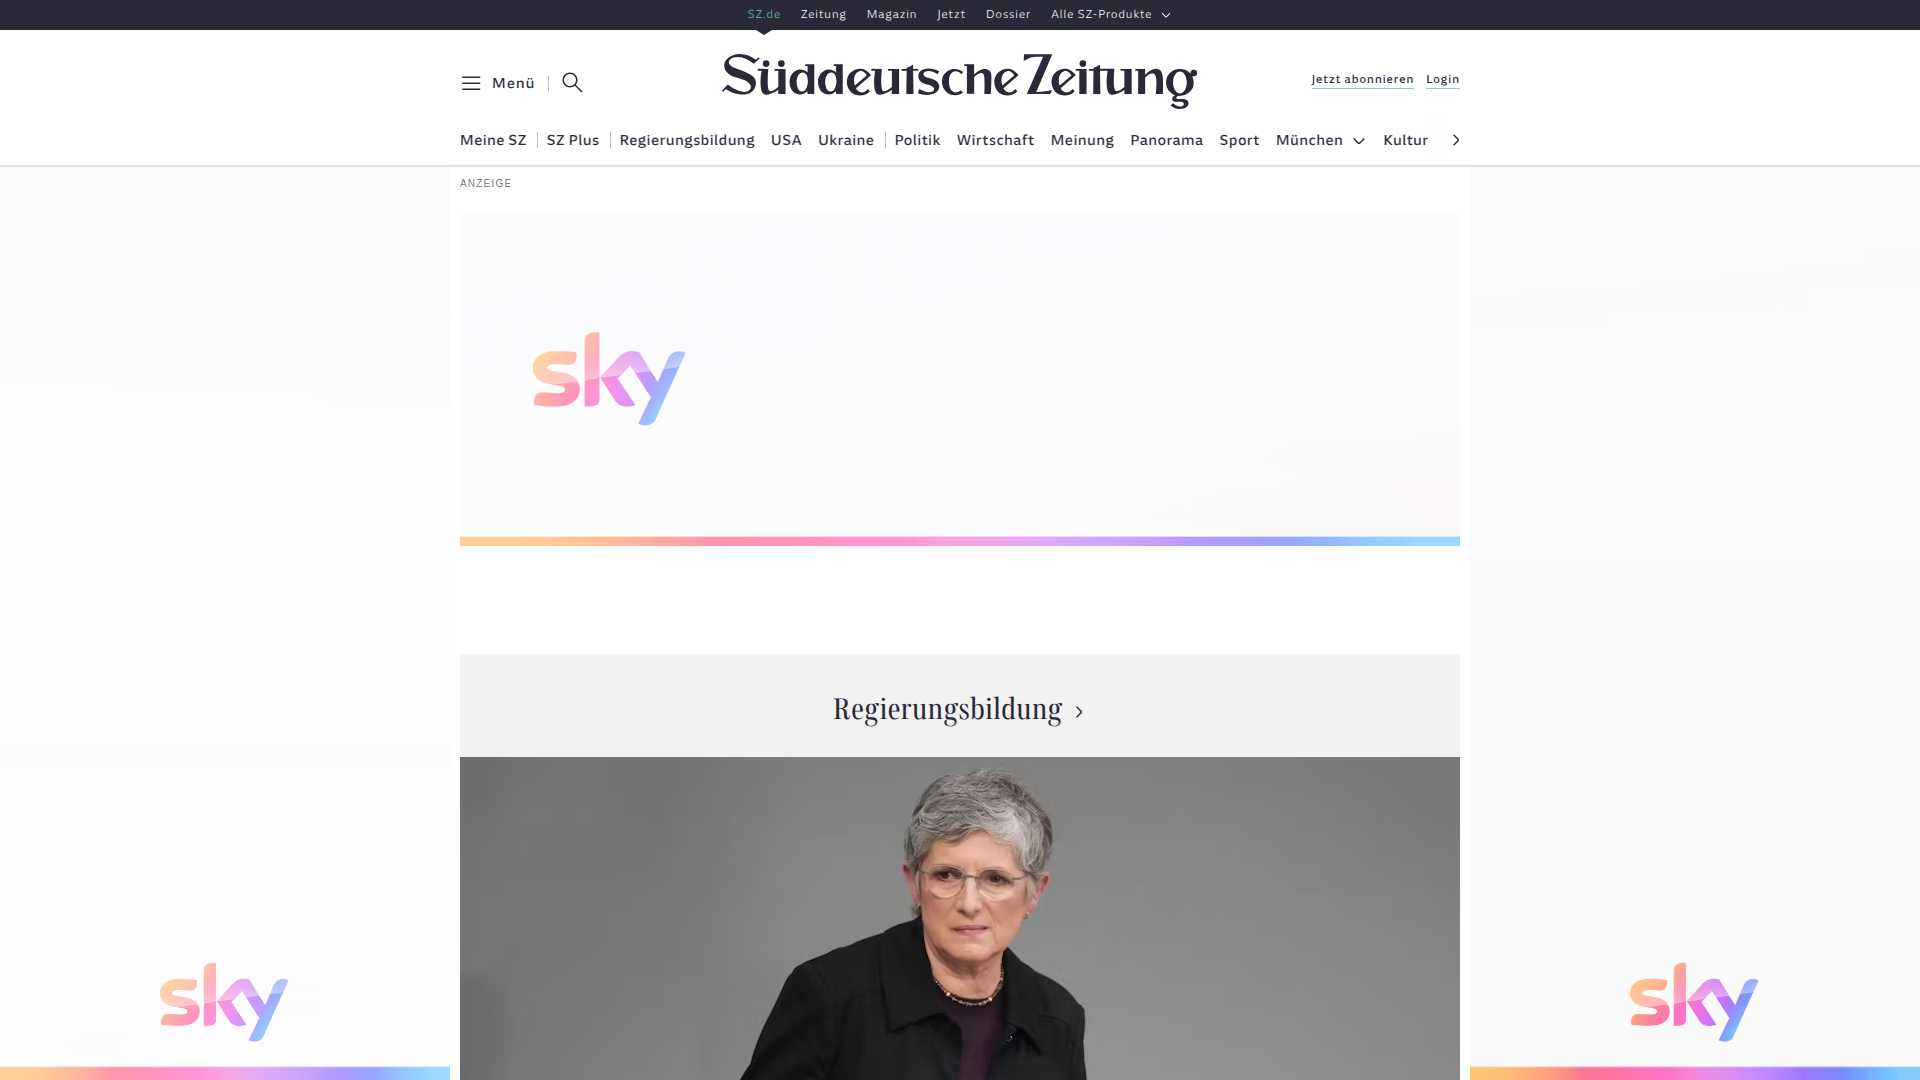 SZ.de Zeitung Magazin Jetzt Dossier Alle SZ-Produkte
Menü
Süddeutsche Zeitung
Jetzt abonnieren Login
Meine SZ SZ Plus Regierungsbildung USA Ukraine Politik Wirtschaft Meinung Panorama Sport München Kultur
ANZEIGE
sky
Regierungsbildung
sky
sky